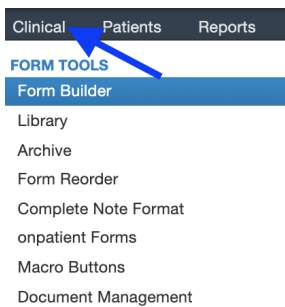 Clinical Patients Reports
FORM TOOLS
Form Builder
Library
Archive
Form Reorder
Complete Note Format
onpatient Forms
Macro Buttons
Document Management